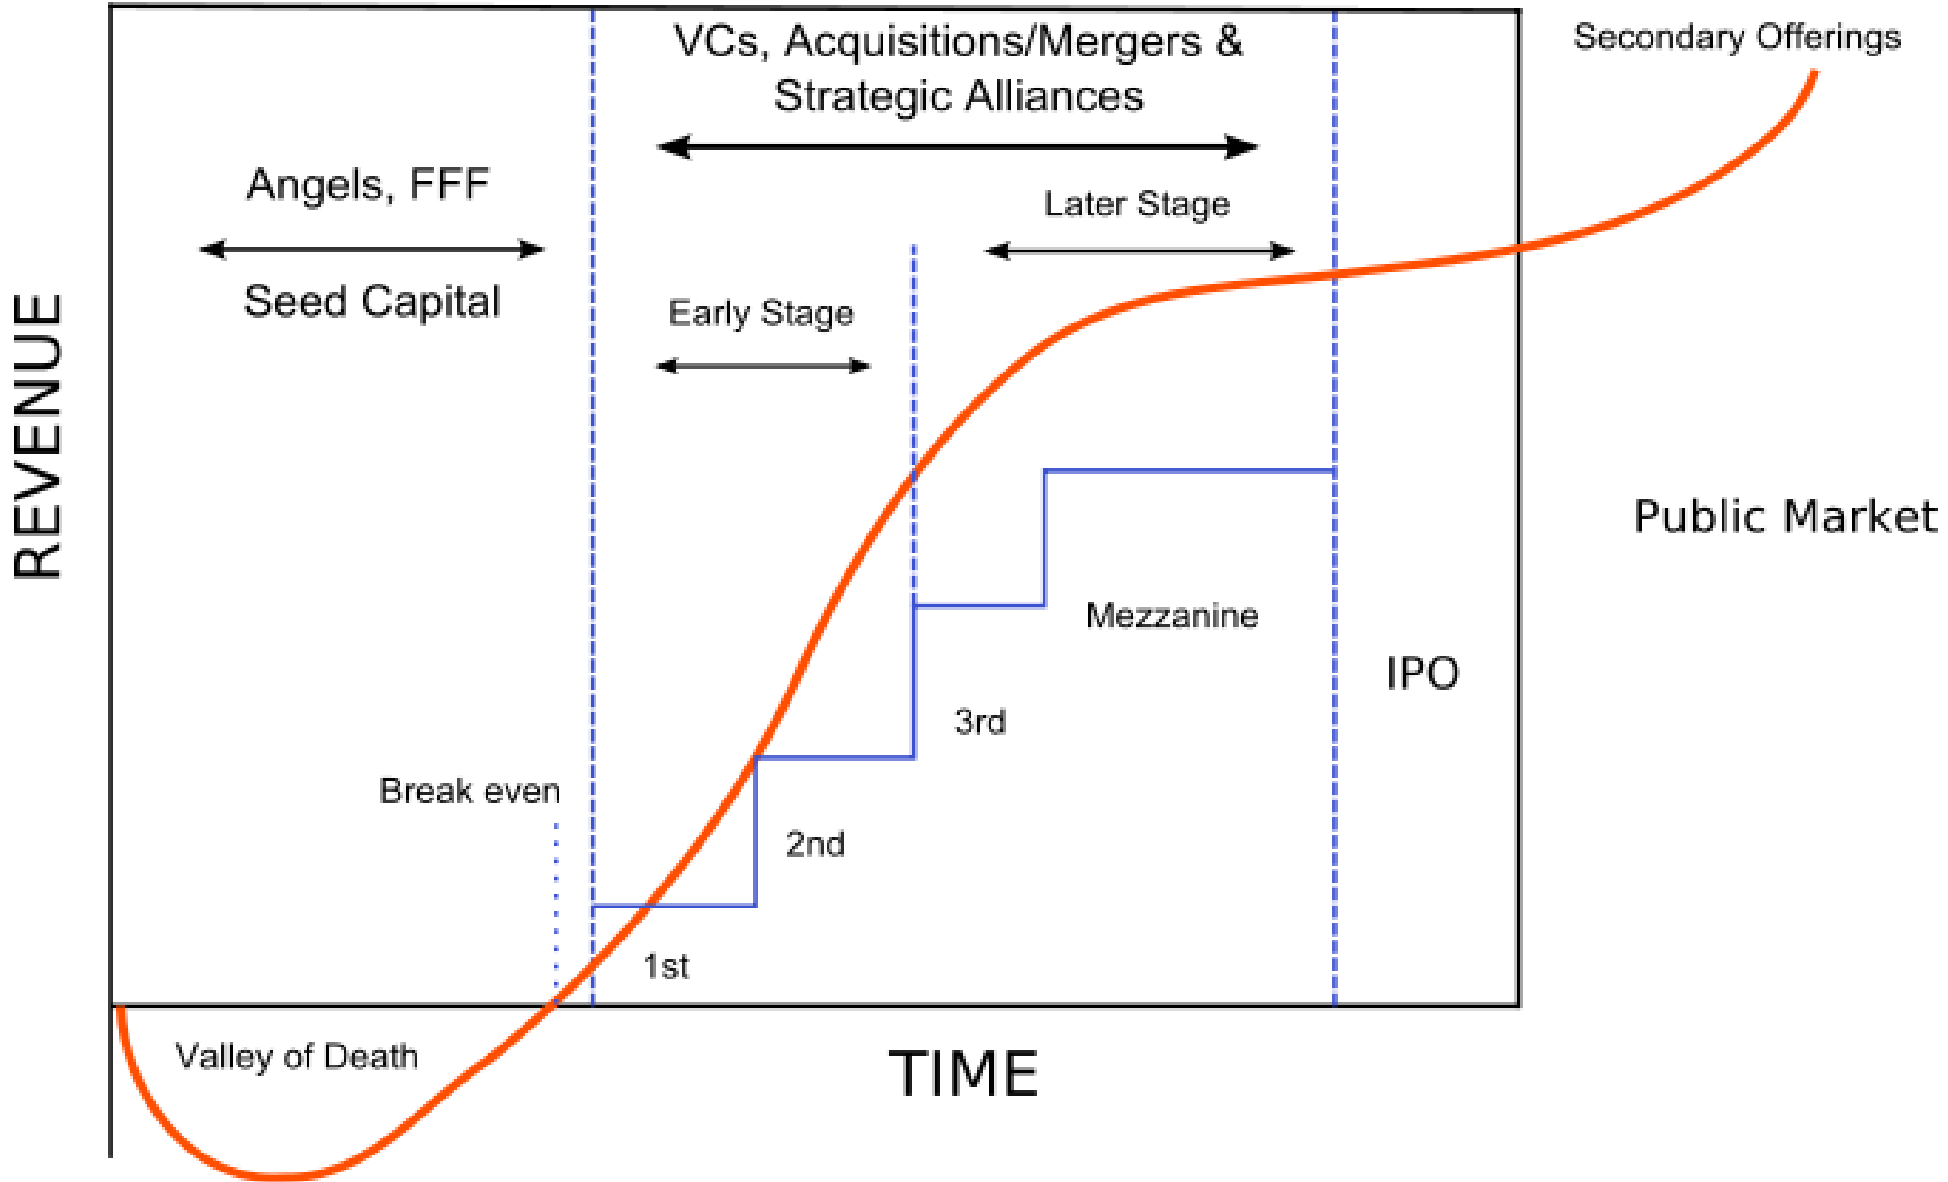 VCs, Acquisitions/Mergers &
Strategic Alliances
Secondary Offerings
Angels, FFF
Seed Capital
Later Stage
Early Stage
REVENUE
Public Market
Mezzanine
IPO
3rd
Break even
2nd
1st
Valley of Death
TIME